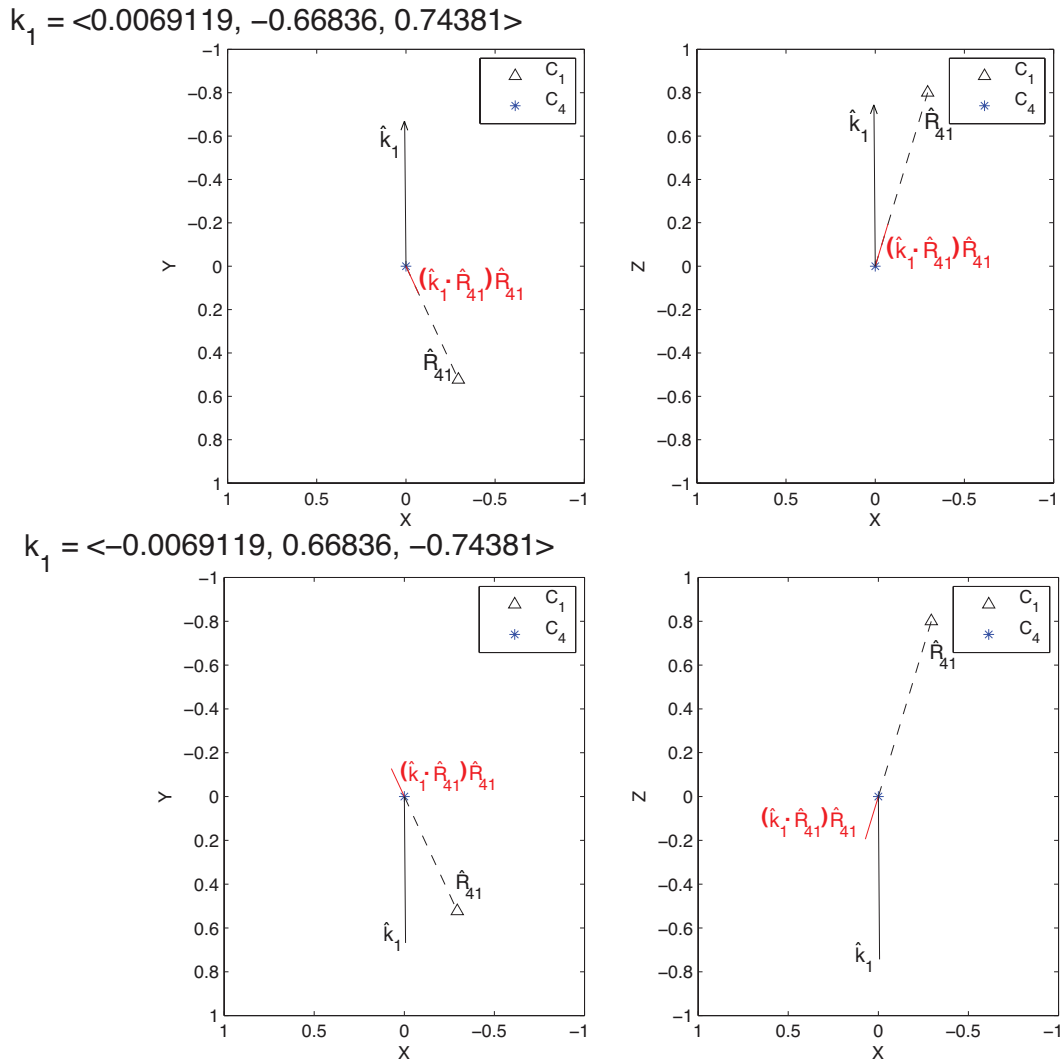 k₁ = <0.0069119, −0.66836, 0.74381>
−1
−0.8
−0.6
−0.4
−0.2
0
0.2
0.4
0.6
0.8
1
Y
1 0.5 0 −0.5 −1
X
C₁
C₄
k̂₁
(k̂₁·R̂₄₁)R̂₄₁
R̂₄₁
1
0.8
0.6
0.4
0.2
0
−0.2
−0.4
−0.6
−0.8
−1
Z
1 0.5 0 −0.5 −1
X
C₁
C₄
k̂₁
R̂₄₁
(k̂₁·R̂₄₁)R̂₄₁
k₁ = <−0.0069119, 0.66836, −0.74381>
−1
−0.8
−0.6
−0.4
−0.2
0
0.2
0.4
0.6
0.8
1
Y
1 0.5 0 −0.5 −1
X
C₁
C₄
(k̂₁·R̂₄₁)R̂₄₁
R̂₄₁
k̂₁
1
0.8
0.6
0.4
0.2
0
−0.2
−0.4
−0.6
−0.8
−1
Z
1 0.5 0 −0.5 −1
X
C₁
C₄
R̂₄₁
(k̂₁·R̂₄₁)R̂₄₁
k̂₁